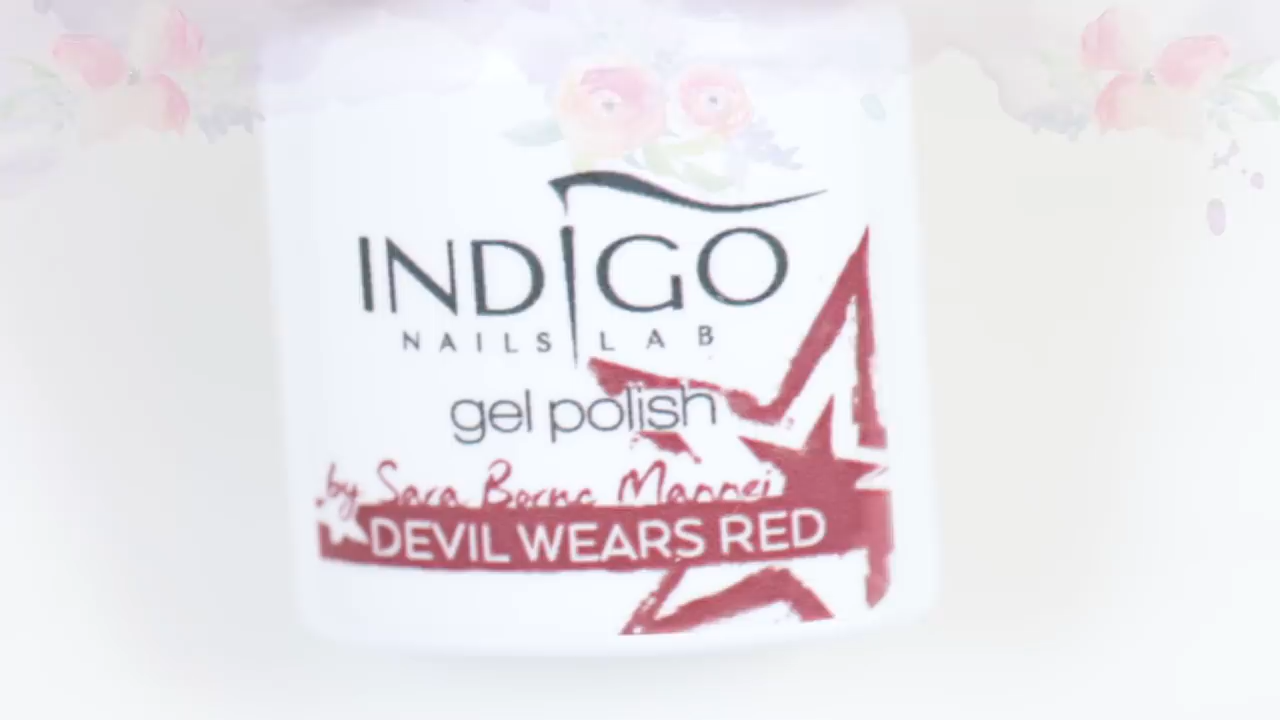 INDIGO
NAILS LAB
gel polish
by Sara
DEVIL WEARS RED